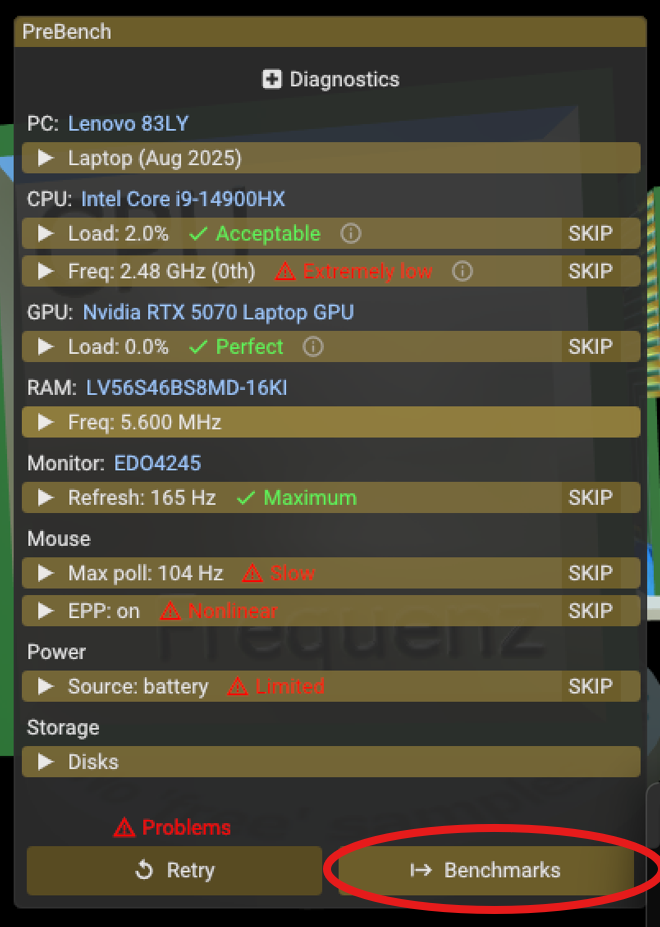 PreBench
Diagnostics
PC: Lenovo 83LY
Laptop (Aug 2025)
CPU: Intel Core i9-14900HX
Load: 2.0% Acceptable SKIP
Freq: 2.48 GHz (0th) Extremely low SKIP
GPU: Nvidia RTX 5070 Laptop GPU
Load: 0.0% Perfect SKIP
RAM: LV56S46BS8MD-16KI
Freq: 5.600 MHz
Monitor: EDO4245
Refresh: 165 Hz Maximum SKIP
Mouse
Max poll: 104 Hz Slow SKIP
EPP: on Nonlinear SKIP
Frequenz
Power
Source: battery Limited SKIP
Storage
Disks
Problems
Retry Benchmarks